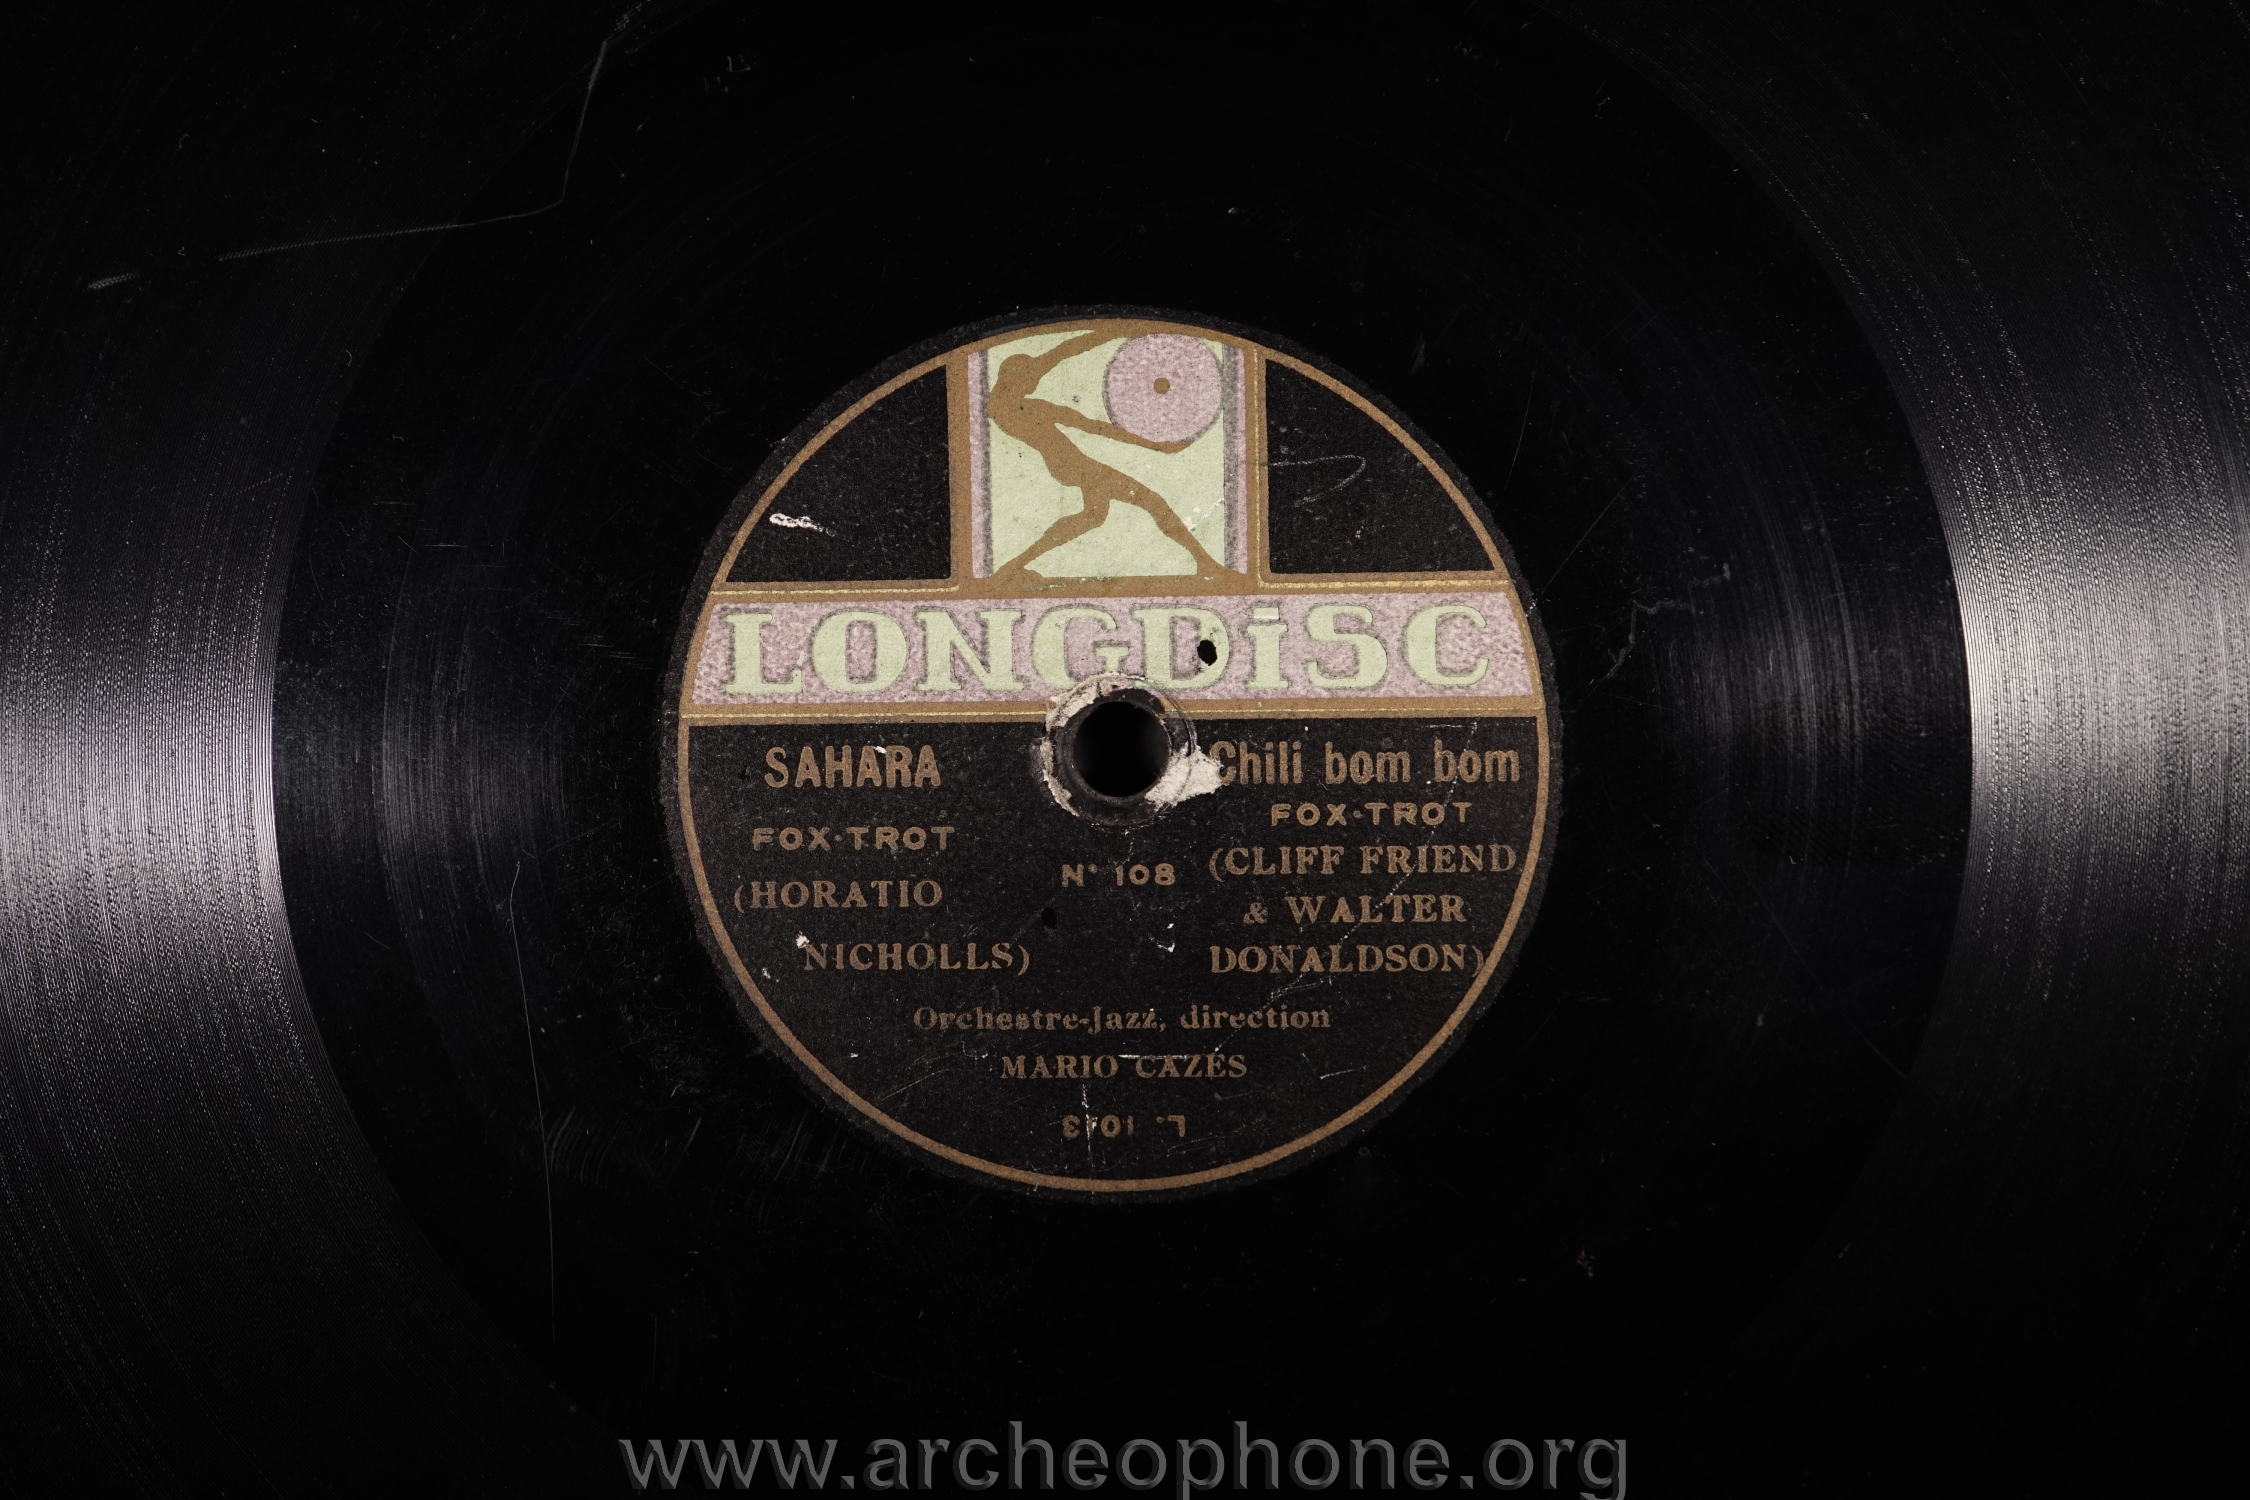 LONGDiSC
SAHARA
FOX-TROT
(HORATIO
NICHOLLS)
N° 108
Chili bom bom
FOX-TROT
(CLIFF FRIEND
& WALTER
DONALDSON)
Orchestre-Jazz, direction
MARIO CAZÈS
L. 1013
www.archeophone.org